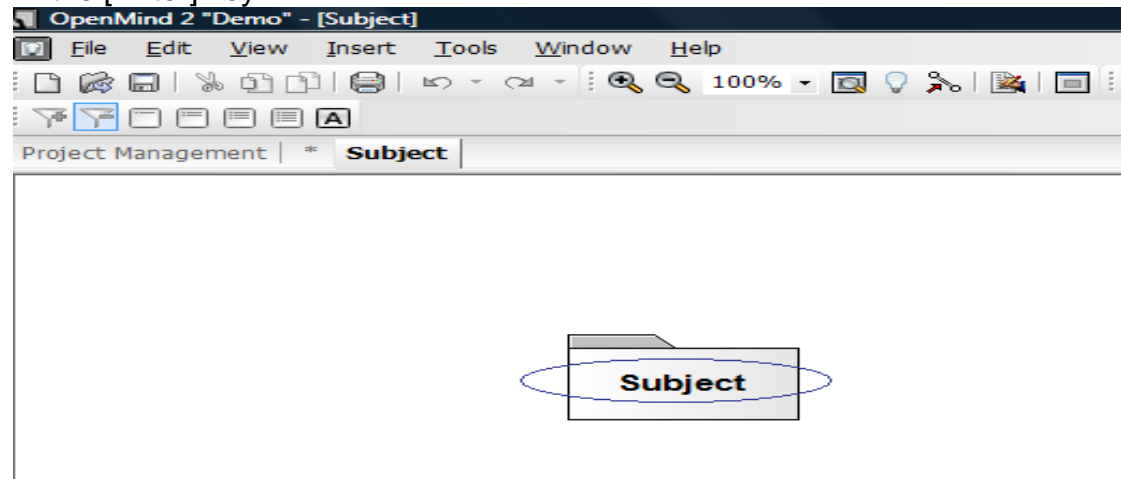 OpenMind 2 "Demo" - [Subject]
File Edit View Insert Tools Window Help
100%
A
Project Management | * Subject
Subject